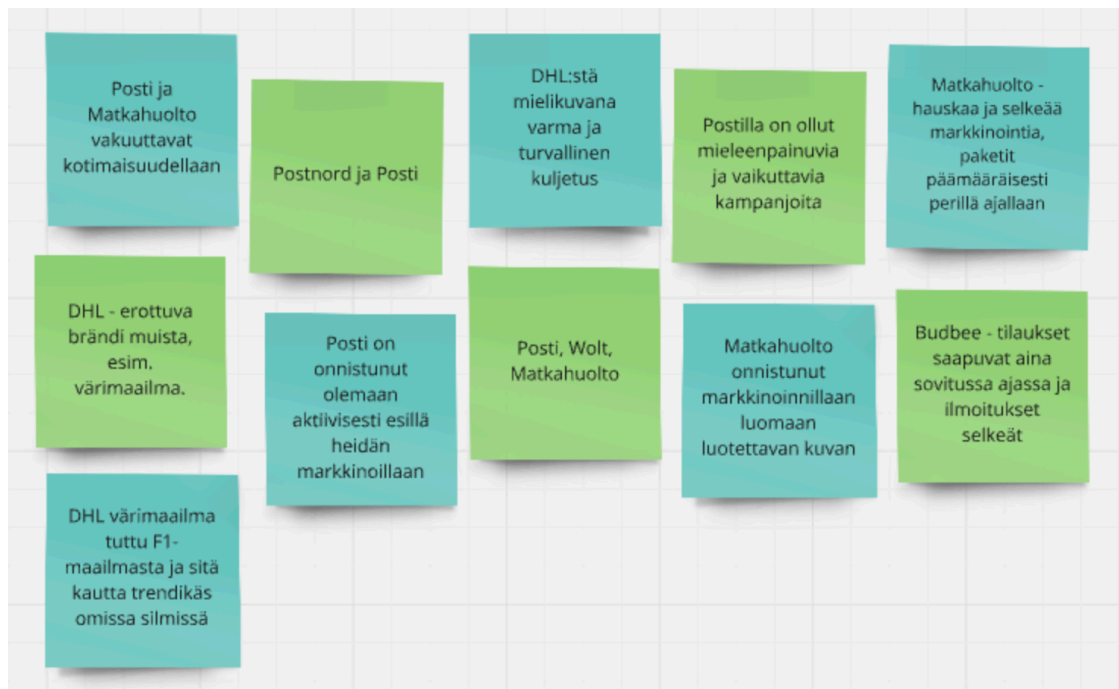 Posti ja
Matkahuolto
vakuuttavat
kotimaisuudellaan
Postnord ja Posti
DHL:stä
mielikuvana
varma ja
turvallinen
kuljetus
Postilla on ollut
mieleenpainuvia
ja vaikuttavia
kampanjoita
Matkahuolto -
hauskaa ja selkeää
markkinointia,
paketit
päämääräisesti
perillä ajallaan
DHL - erottuva
brändi muista,
esim.
värimaailma.
Posti on
onnistunut
olemaan
aktiivisesti esillä
heidän
markkinoillaan
Posti, Wolt,
Matkahuolto
Matkahuolto
onnistunut
markkinoinnillaan
luomaan
luotettavan kuvan
Budbee - tilaukset
saapuvat aina
sovitussa ajassa ja
ilmoitukset
selkeät
DHL värimaailma
tuttu F1-
maailmasta ja sitä
kautta trendikäs
omissa silmissä